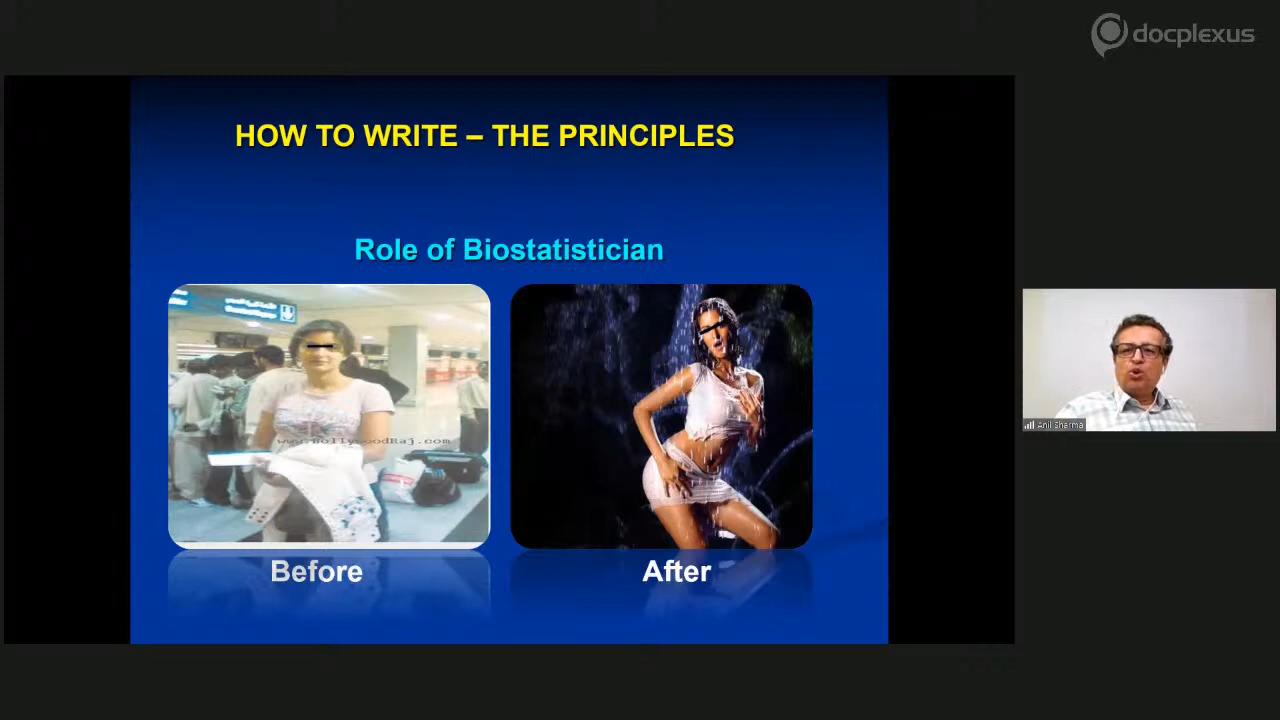 docplexus
HOW TO WRITE – THE PRINCIPLES
Role of Biostatistician
www.BollywoodRaj.com
Before
After
Anil Sharma